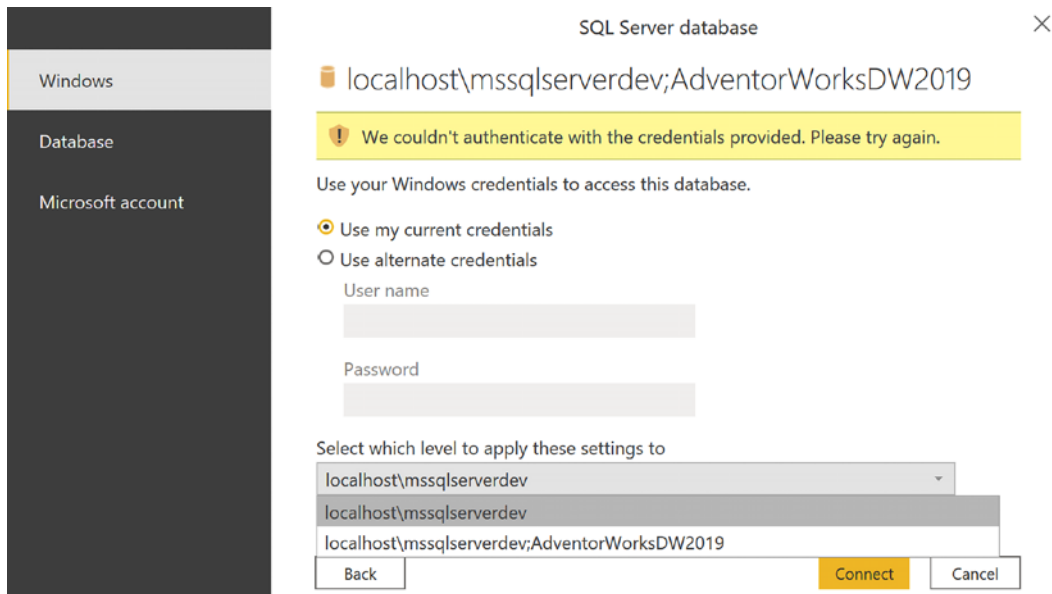 SQL Server database
Windows
Database
Microsoft account
localhost\mssqlserverdev;AdventorWorksDW2019
We couldn't authenticate with the credentials provided. Please try again.
Use your Windows credentials to access this database.
Use my current credentials
Use alternate credentials
User name
Password
Select which level to apply these settings to
localhost\mssqlserverdev
localhost\mssqlserverdev
localhost\mssqlserverdev;AdventorWorksDW2019
Back
Connect
Cancel